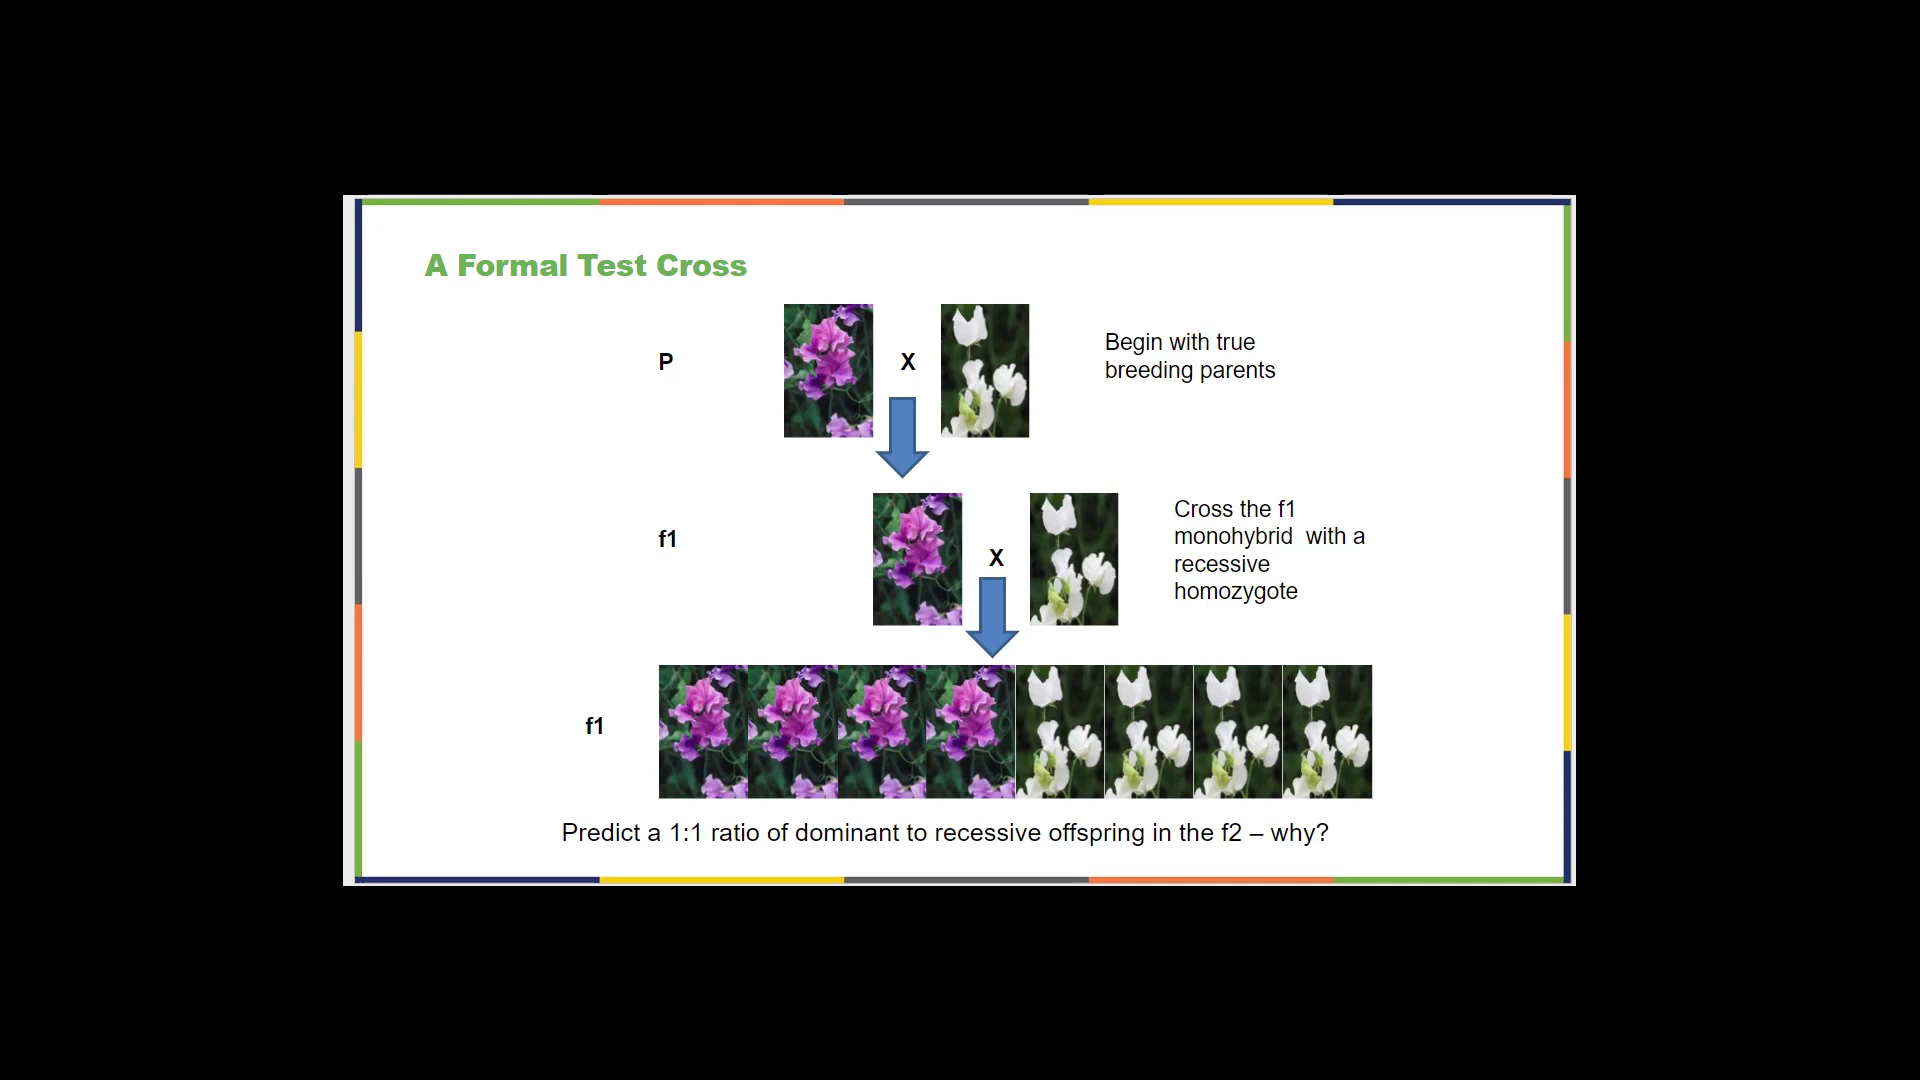 A Formal Test Cross
P
X
Begin with true
breeding parents
f1
X
Cross the f1
monohybrid  with a
recessive
homozygote
f1
Predict a 1:1 ratio of dominant to recessive offspring in the f2 – why?